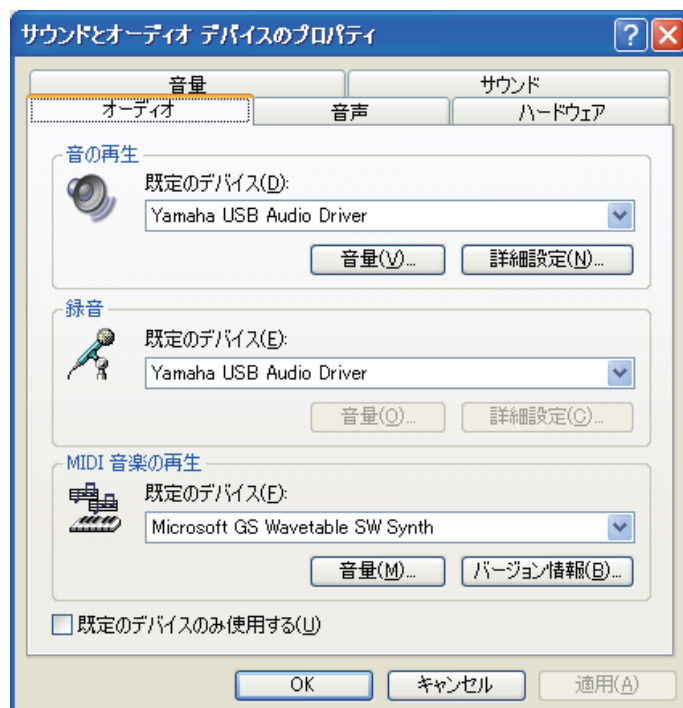 サウンドとオーディオ デバイスのプロパティ
音量
サウンド
オーディオ
音声
ハードウェア
音の再生
既定のデバイス(D):
Yamaha USB Audio Driver
音量(V)...
詳細設定(N)...
録音
既定のデバイス(E):
Yamaha USB Audio Driver
音量(O)...
詳細設定(C)...
MIDI 音楽の再生
既定のデバイス(F):
Microsoft GS Wavetable SW Synth
音量(M)...
バージョン情報(B)...
既定のデバイスのみ使用する(U)
OK
キャンセル
適用(A)